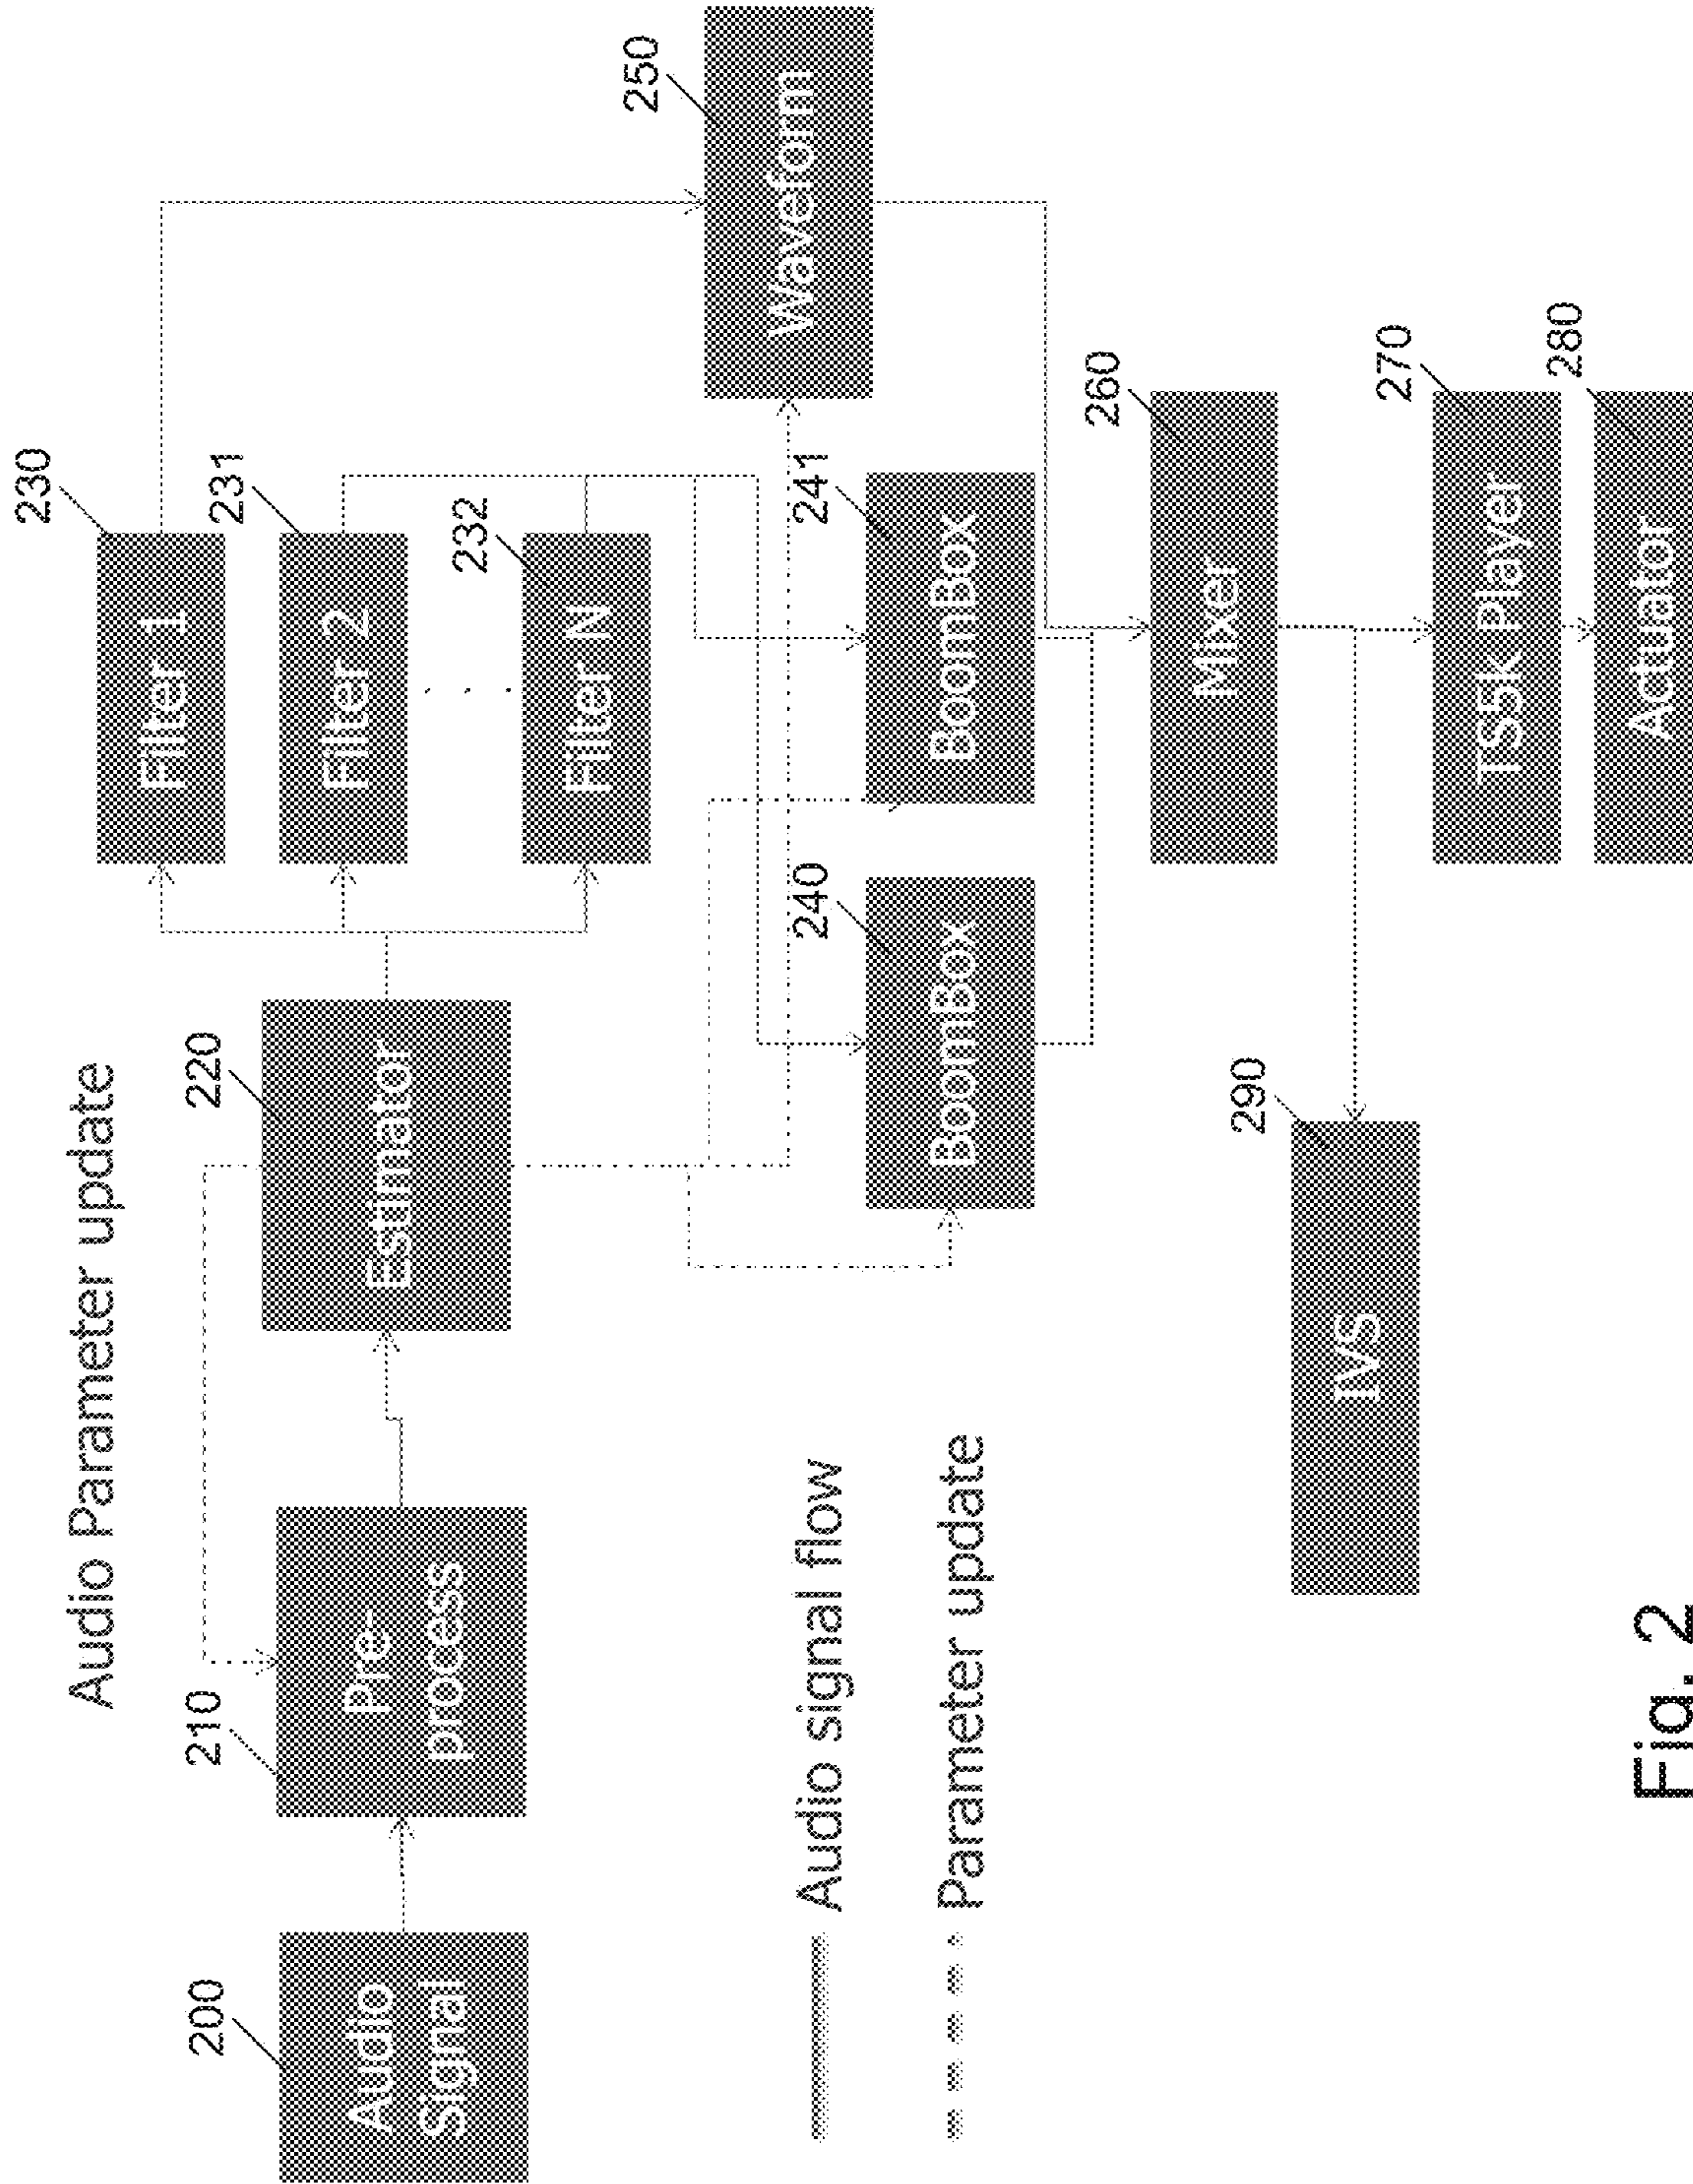 Audio Parameter update
200
Audio
Signal
210
Pre-
process
220
Estimator
230
Filter 1
231
Filter 2
232
Filter N
240
BoomBox
241
BoomBox
250
Waveform
260
Mixer
270
TS5k Player
280
Actuator
290
IVS
Audio signal flow
Parameter update
Fig. 2